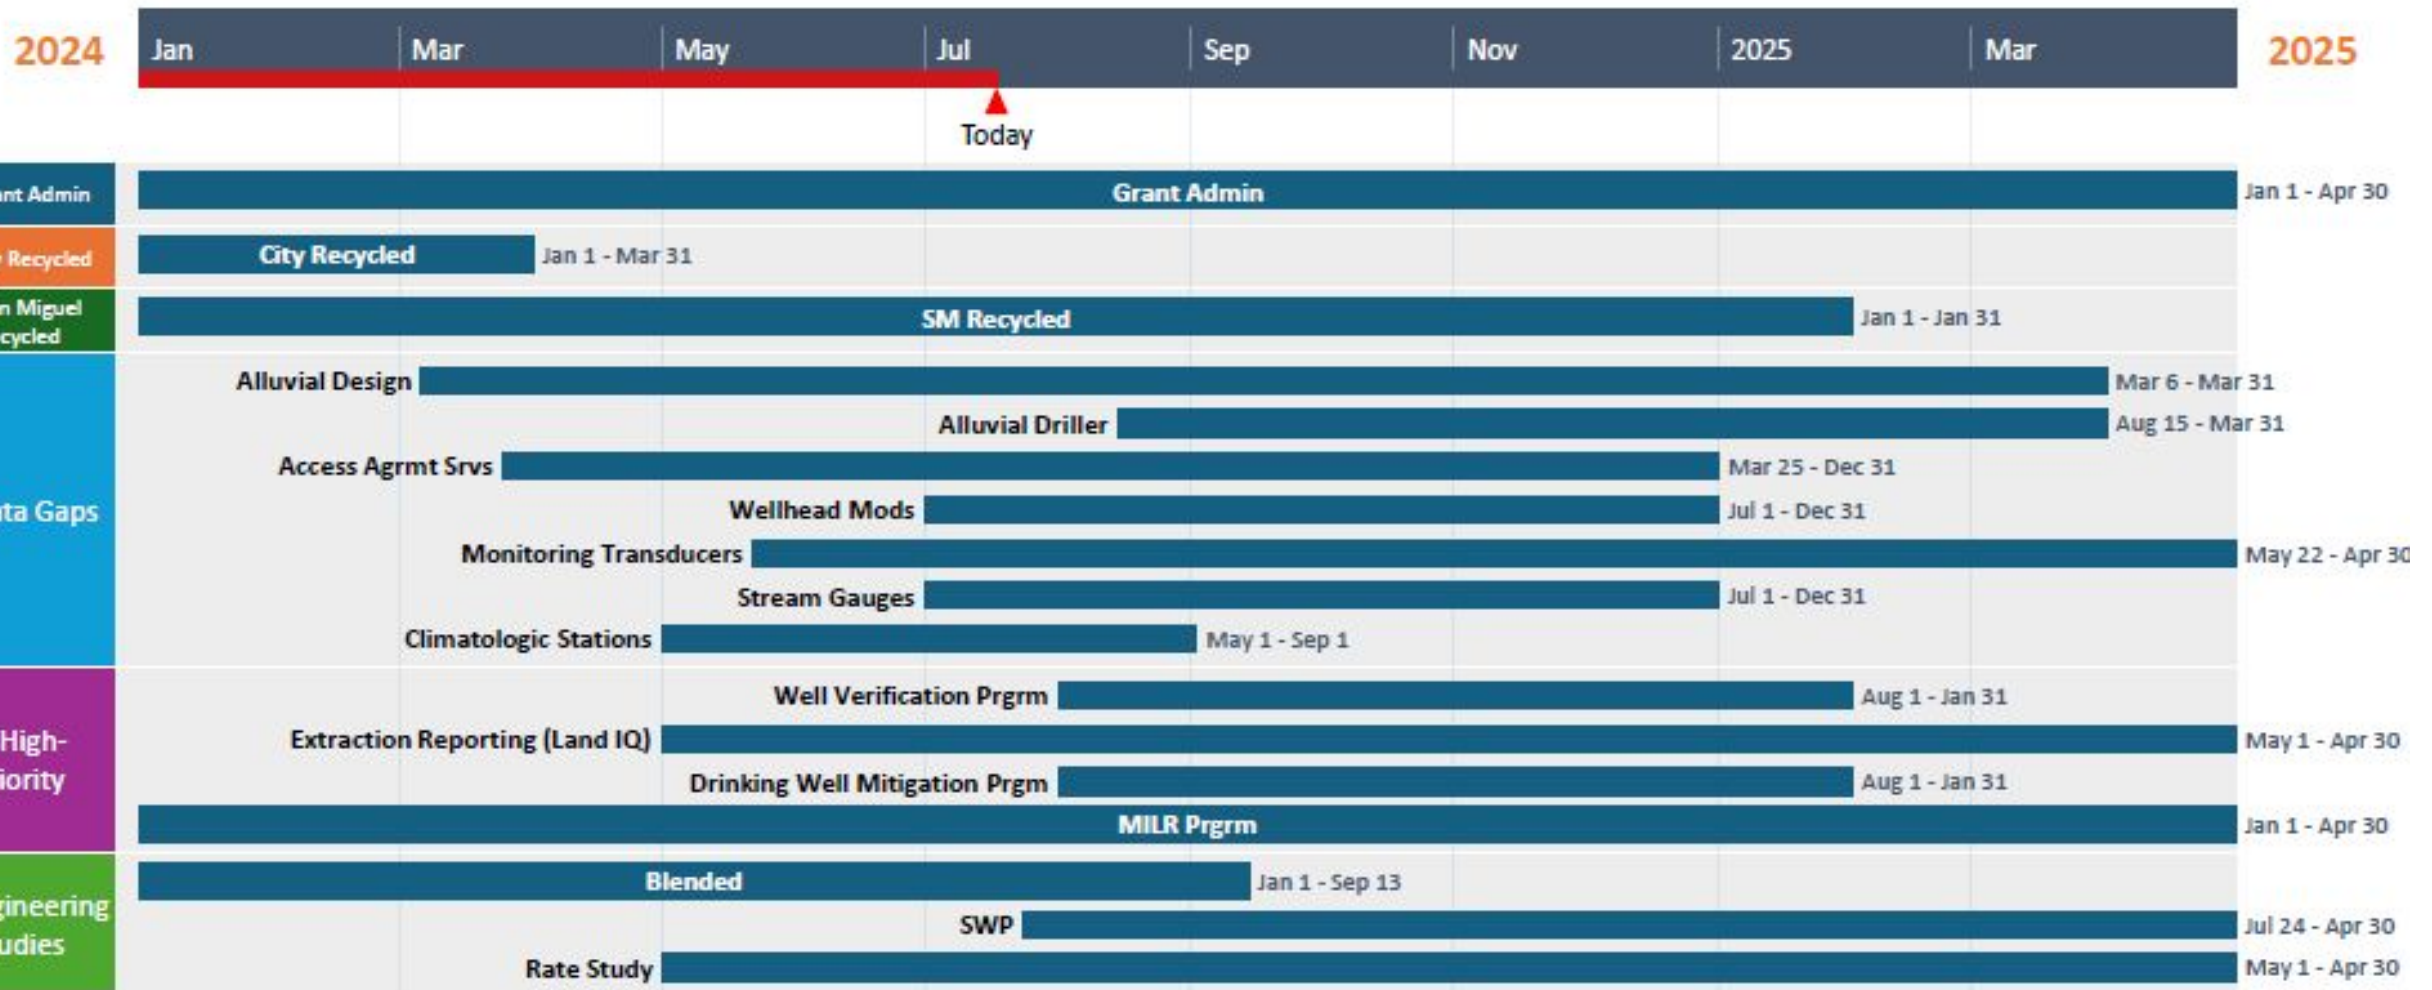 2024 Jan Mar May Jul Sep Nov 2025 Mar 2025
Today
ant Admin Grant Admin Jan 1 - Apr 30
Recycled City Recycled Jan 1 - Mar 31
n Miguel
cycled
SM Recycled Jan 1 - Jan 31
ta Gaps
Alluvial Design Mar 6 - Mar 31
Alluvial Driller Aug 15 - Mar 31
Access Agrmt Srvs Mar 25 - Dec 31
Wellhead Mods Jul 1 - Dec 31
Monitoring Transducers May 22 - Apr 30
Stream Gauges Jul 1 - Dec 31
Climatologic Stations May 1 - Sep 1
High-
iority
Well Verification Prgrm Aug 1 - Jan 31
Extraction Reporting (Land IQ) May 1 - Apr 30
Drinking Well Mitigation Prgm Aug 1 - Jan 31
MILR Prgrm Jan 1 - Apr 30
gineering
udies
Blended Jan 1 - Sep 13
SWP Jul 24 - Apr 30
Rate Study May 1 - Apr 30